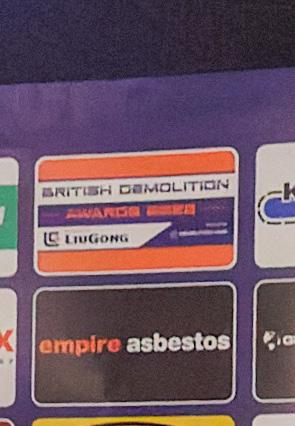 BRITISH DEMOLITION
AWARDS
LIUGONG
empire asbestos